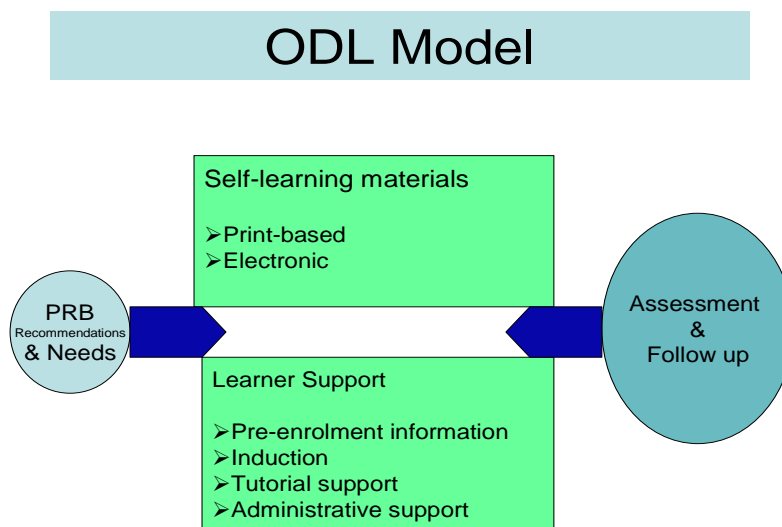 ODL Model
Self-learning materials
➢Print-based
➢Electronic
PRB
Recommendations
& Needs
Assessment
&
Follow up
Learner Support
➢Pre-enrolment information
➢Induction
➢Tutorial support
➢Administrative support